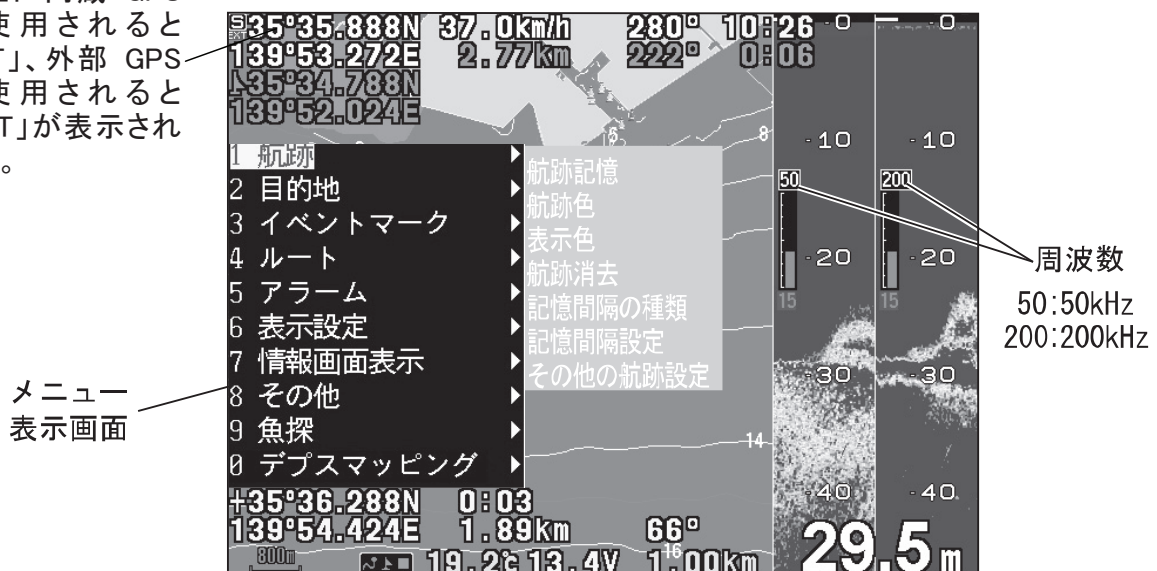 使用されると
」、外部 GPS
使用されると
T」が表示され
。
S
EXT
35°35.888N 37.0km/h 280° 10:26
139°53.272E 2.77km 222° 0:06
35°34.788N
139°52.024E
1 航跡
2 目的地
3 イベントマーク
4 ルート
5 アラーム
6 表示設定
7 情報画面表示
8 その他
9 魚探
0 デプスマッピング
航跡記憶
航跡色
表示色
航跡消去
記憶間隔の種類
記憶間隔設定
その他の航跡設定
6
8
14
16
メニュー
表示画面
+35°36.288N 0:03
139°54.424E 1.89km 66°
800m
19.2℃ 13.4V 1.00km
0 0
10 10
50 200
20 20
15 15
30 30
40 40
29.5m
周波数
50:50kHz
200:200kHz